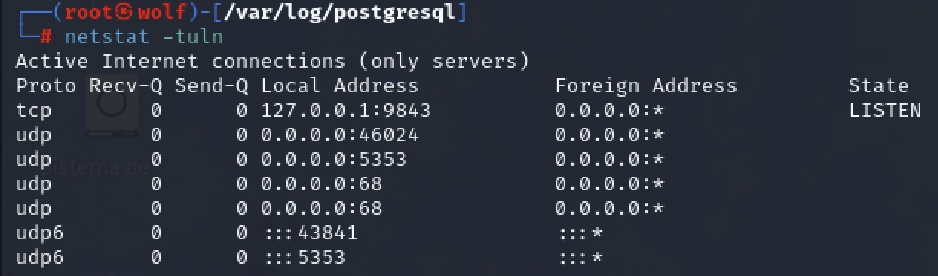 ┌──(root㉿wolf)-[/var/log/postgresql]
└─# netstat -tuln
Active Internet connections (only servers)
Proto Recv-Q Send-Q Local Address           Foreign Address         State
tcp        0      0 127.0.0.1:9843          0.0.0.0:*               LISTEN
udp        0      0 0.0.0.0:46024           0.0.0.0:*
udp        0      0 0.0.0.0:5353            0.0.0.0:*
Sistema de ...
udp        0      0 0.0.0.0:68              0.0.0.0:*
udp        0      0 0.0.0.0:68              0.0.0.0:*
udp6       0      0 :::43841                :::*
udp6       0      0 :::5353                 :::*